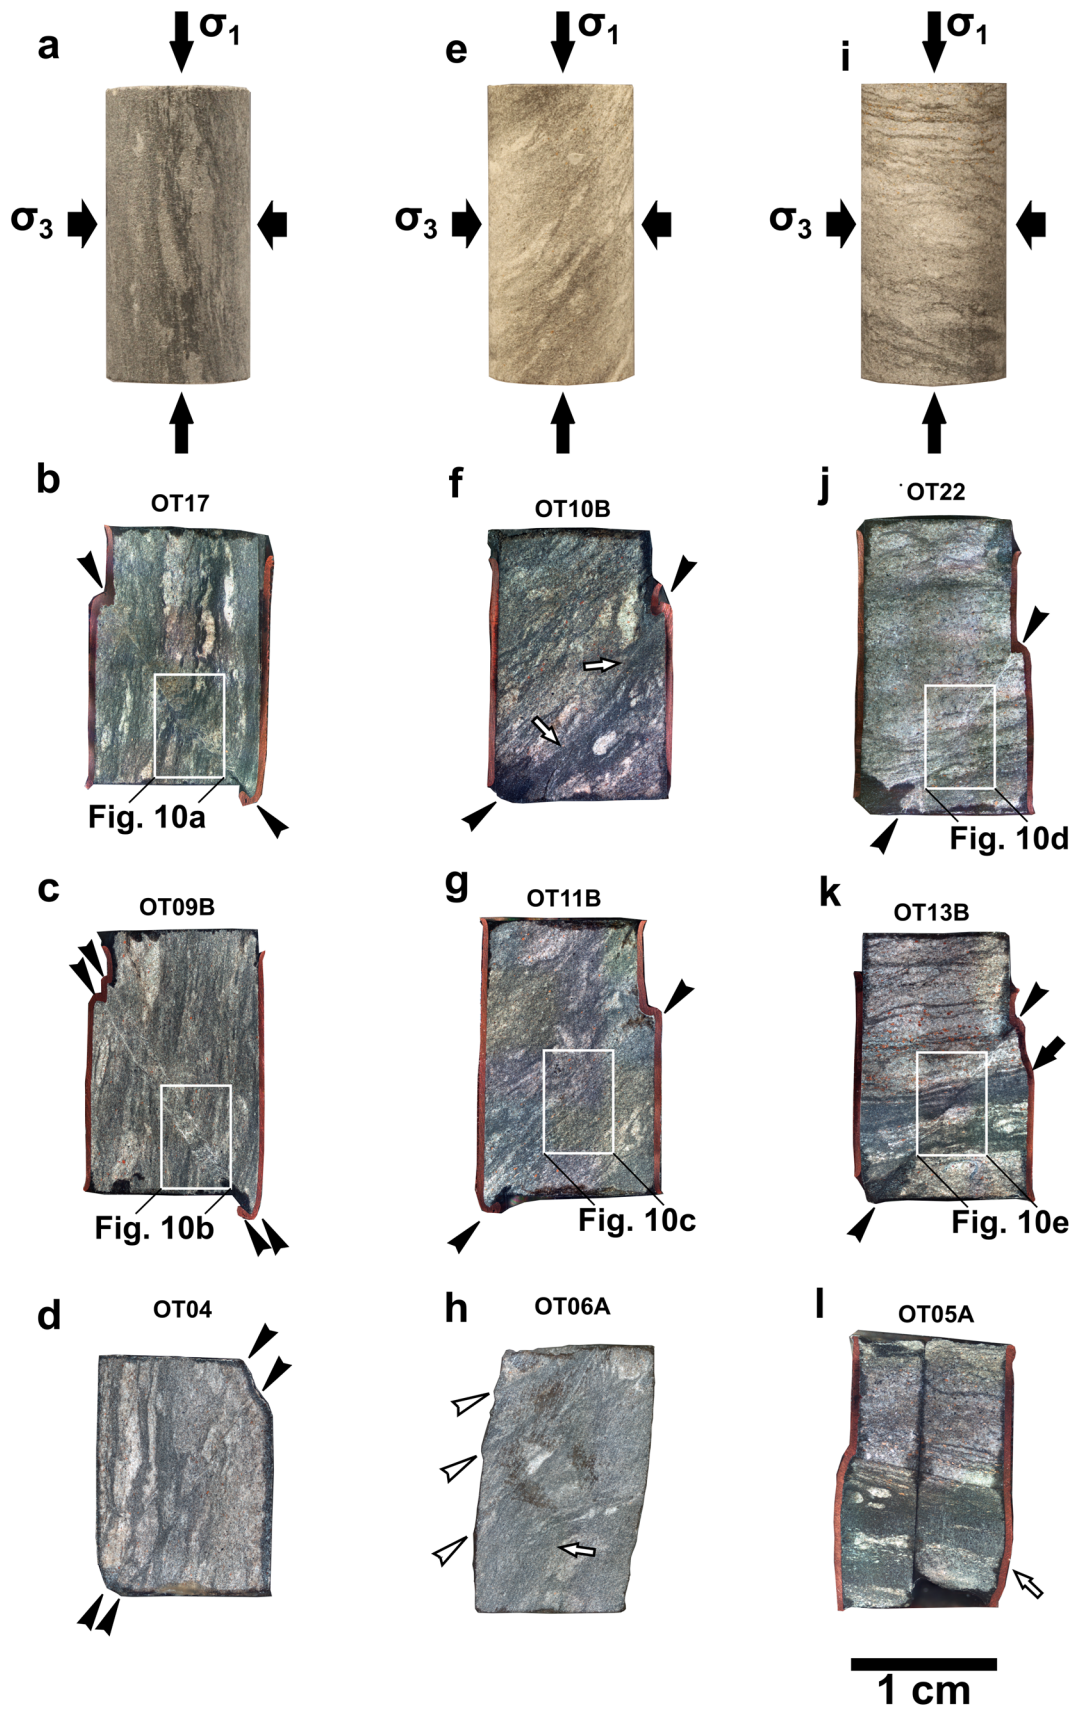 a
σ1
e
σ1
i
σ1
σ3
σ3
σ3
b
OT17
f
OT10B
j
OT22
Fig. 10a
Fig. 10d
c
OT09B
g
OT11B
k
OT13B
Fig. 10b
Fig. 10c
Fig. 10e
d
OT04
h
OT06A
l
OT05A
1 cm